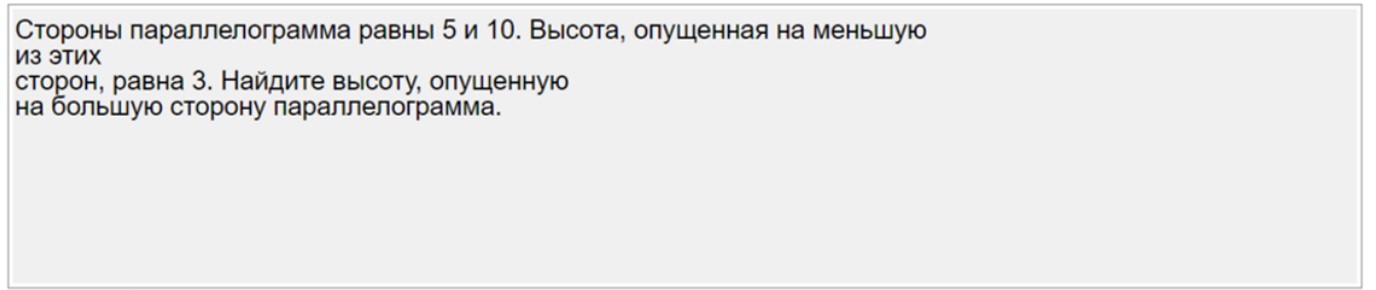 Стороны параллелограмма равны 5 и 10. Высота, опущенная на меньшую
из этих
сторон, равна 3. Найдите высоту, опущенную
на большую сторону параллелограмма.